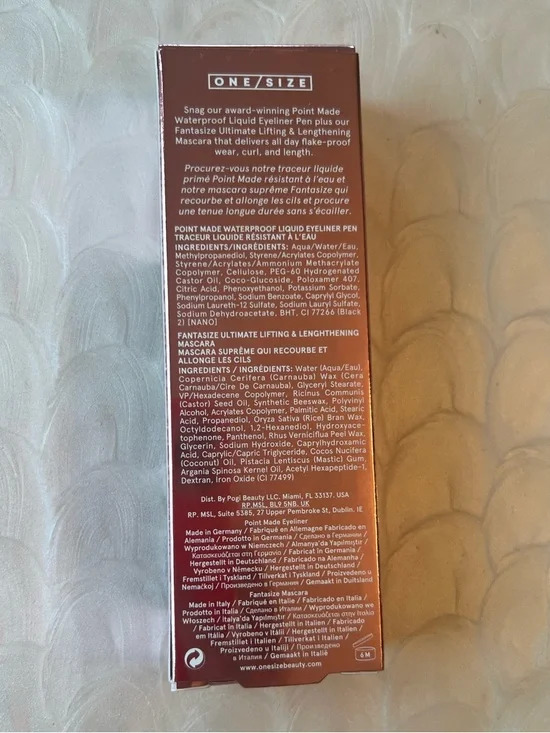 ONE/SIZE
Snag our award-winning Point Made
Waterproof Liquid Eyeliner Pen plus our
Fantasize Ultimate Lifting & Lengthening
Mascara that delivers all day flake-proof
wear, curl, and length.
Procurez-vous notre traceur liquide
primé Point Made résistant à l'eau et
notre mascara suprême Fantasize qui
recourbe et allonge les cils et procure
une tenue longue durée sans s'écailler.
POINT MADE WATERPROOF LIQUID EYELINER PEN
TRACEUR LIQUIDE RÉSISTANT À L'EAU
INGREDIENTS/INGRÉDIENTS: Aqua/Water/Eau,
Methylpropanediol, Styrene/Acrylates Copolymer,
Styrene/Acrylates/Ammonium Methacrylate
Copolymer, Cellulose, PEG-60 Hydrogenated
Castor Oil, Coco-Glucoside, Poloxamer 407,
Citric Acid, Phenoxyethanol, Potassium Sorbate,
Phenylpropanol, Sodium Benzoate, Caprylyl Glycol,
Sodium Laureth-12 Sulfate, Sodium Lauryl Sulfate,
Sodium Dehydroacetate, BHT, CI 77266 (Black
2) [NANO]
FANTASIZE ULTIMATE LIFTING & LENGHTHENING
MASCARA
MASCARA SUPRÊME QUI RECOURBE ET
ALLONGE LES CILS
INGREDIENTS / INGRÉDIENTS: Water (Aqua/Eau),
Copernicia Cerifera (Carnauba) Wax (Cera
Carnauba/Cire De Carnauba), Glyceryl Stearate,
VP/Hexadecene Copolymer, Ricinus Communis
(Castor) Seed Oil, Synthetic Beeswax, Polyvinyl
Alcohol, Acrylates Copolymer, Palmitic Acid, Stearic
Acid, Propanediol, Oryza Sativa (Rice) Bran Wax,
Octyldodecanol, 1,2-Hexanediol, Hydroxyace-
tophenone, Panthenol, Rhus Verniciflua Peel Wax,
Glycerin, Sodium Hydroxide, Caprylhydroxamic
Acid, Caprylic/Capric Triglyceride, Cocos Nucifera
(Coconut) Oil, Pistacia Lentiscus (Mastic) Gum,
Argania Spinosa Kernel Oil, Acetyl Hexapeptide-1,
Dextran, Iron Oxide (CI 77499)
Dist. By Pogi Beauty LLC. Miami, FL 33137. USA
RP.MSL, BL9 5NB. UK
RP. MSL, Suite 5385, 27 Upper Pembroke St, Dublin. IE
Point Made Eyeliner
Made in Germany / Fabriqué en Allemagne Fabricado en
Alemania / Prodotto in Germania / Сделано в Германии /
Wyprodukowano w Niemczech / Almanya'da Yapılmıştır /
Κατασκευάζεται στη Γερμανία / Fabricat în Germania /
Hergestellt in Deutschland / Fabricado na Alemanha /
Vyrobeno v Německu / Hergestellt in Deutschland /
Fremstillet i Tyskland / Tillverkat i Tyskland / Proizvedeno u
Nemačkoj / Произведено в Германия / Gemaakt in Duitsland
Fantasize Mascara
Made in Italy / Fabriqué en Italie / Fabricado en Italia /
Prodotto in Italia / Сделано в Италии / Wyprodukowano we
Włoszech / Italya'da Yapılmıştır / Κατασκευάζεται στην Ιταλία
/ Fabricat în Italia / Hergestellt in Italien / Fabricado
em Itália / Vyrobeno v Itálii / Hergestellt in Italien /
Fremstillet i Italien / Tillverkat i Italien /
Proizvedeno u Italiji / Произведено
в Италия / Gemaakt in Italië
6M
www.onesizebeauty.com